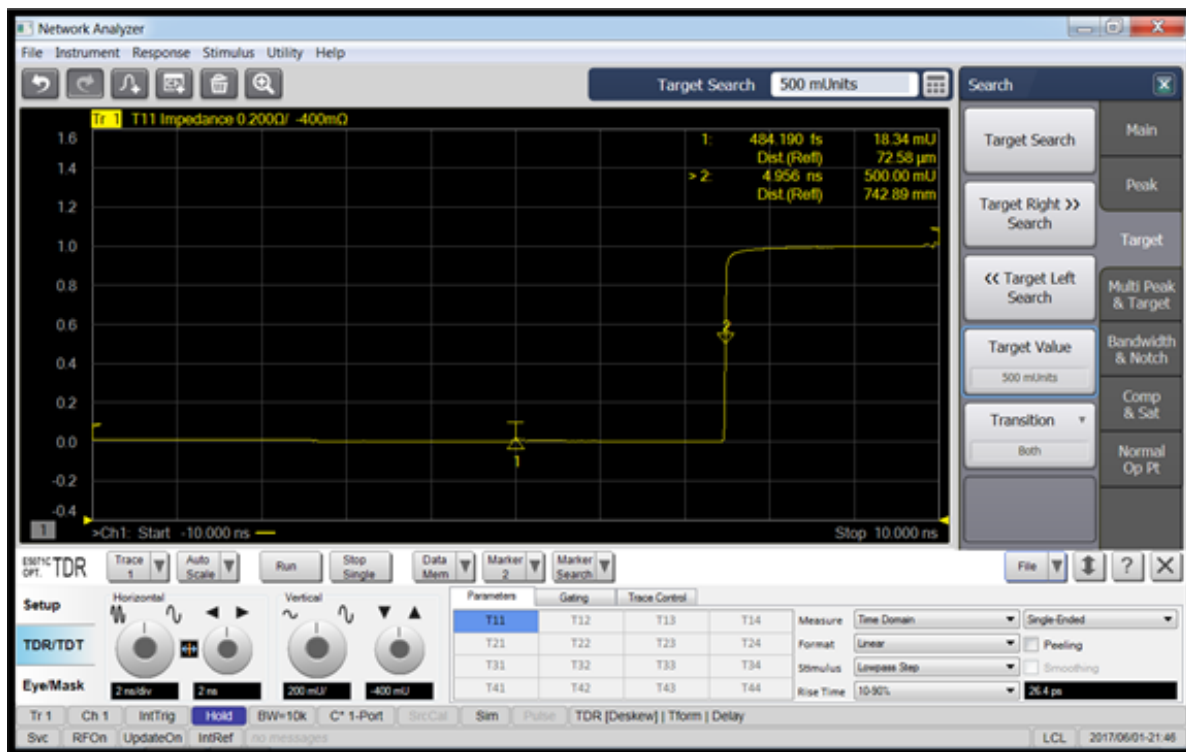 Network Analyzer
File Instrument Response Stimulus Utility Help
Target Search 500 mUnits
Search
Tr 1 T11 Impedance 0.200Ω/ -400mΩ
1: 484.190 fs 18.34 mU
Dist.(Refl) 72.58 µm
> 2: 4.956 ns 500.00 mU
Dist.(Refl) 742.89 mm
1.6
1.4
1.2
1.0
0.8
0.6
0.4
0.2
0.0
-0.2
-0.4
2
1
1 >Ch1: Start -10.000 ns Stop 10.000 ns
Target Search
Target Right >>
Search
<< Target Left
Search
Target Value
500 mUnits
Transition
Both
Main
Peak
Target
Multi Peak
& Target
Bandwidth
& Notch
Comp
& Sat
Normal
Op Pt
OPT. TDR
Trace
1
Auto
Scale
Run
Stop
Single
Data
Mem
Marker
2
Marker
Search
File ? X
Setup
TDR/TDT
Eye/Mask
Horizontal
2 ns/div 2 ns
Vertical
200 mU/ -400 mU
Parameters Gating Trace Control
T11 T12 T13 T14
T21 T22 T23 T24
T31 T32 T33 T34
T41 T42 T43 T44
Measure Time Domain Single-Ended
Format Linear Peeling
Stimulus Lowpass Step Smoothing
Rise Time 10-90% 26.4 ps
Tr 1 Ch 1 IntTrig Hold BW=10k C* 1-Port SrcCal Sim Pulse TDR [Deskew] | Tform | Delay
Svc RFOn UpdateOn IntRef no messages LCL 2017/06/01-21:46